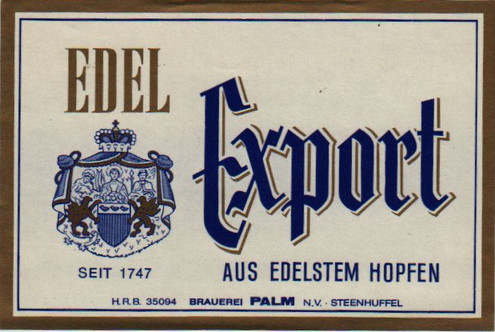 EDEL
Export
SEIT 1747
AUS EDELSTEM HOPFEN
H.R.B. 35094 BRAUEREI PALM N.V. - STEENHUFFEL